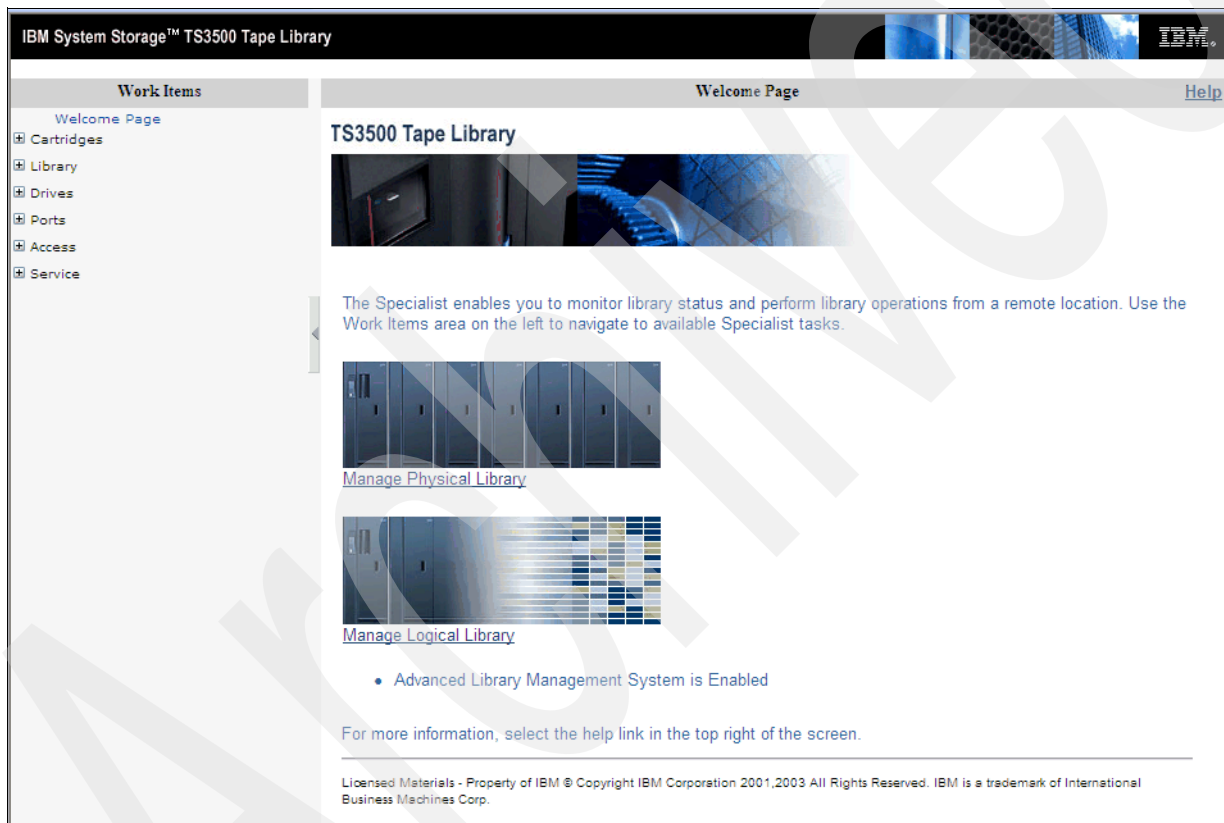 IBM System Storage™ TS3500 Tape Library
IBM.
Work Items
Welcome Page
Help
Welcome Page
Cartridges
Library
Drives
Ports
Access
Service
TS3500 Tape Library
The Specialist enables you to monitor library status and perform library operations from a remote location. Use the
Work Items area on the left to navigate to available Specialist tasks.
Manage Physical Library
Manage Logical Library
• Advanced Library Management System is Enabled
For more information, select the help link in the top right of the screen.
Licensed Materials - Property of IBM © Copyright IBM Corporation 2001,2003 All Rights Reserved. IBM is a trademark of International
Business Machines Corp.
Archived